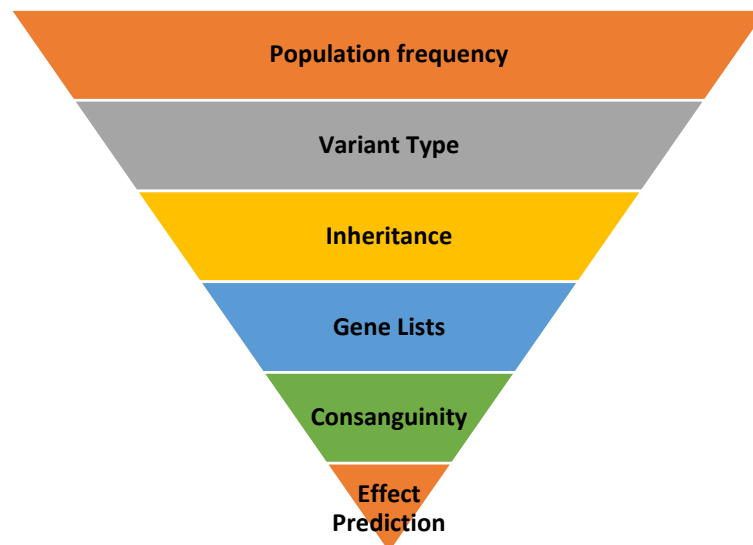 Population frequency
Variant Type
Inheritance
Gene Lists
Consanguinity
Effect
Prediction